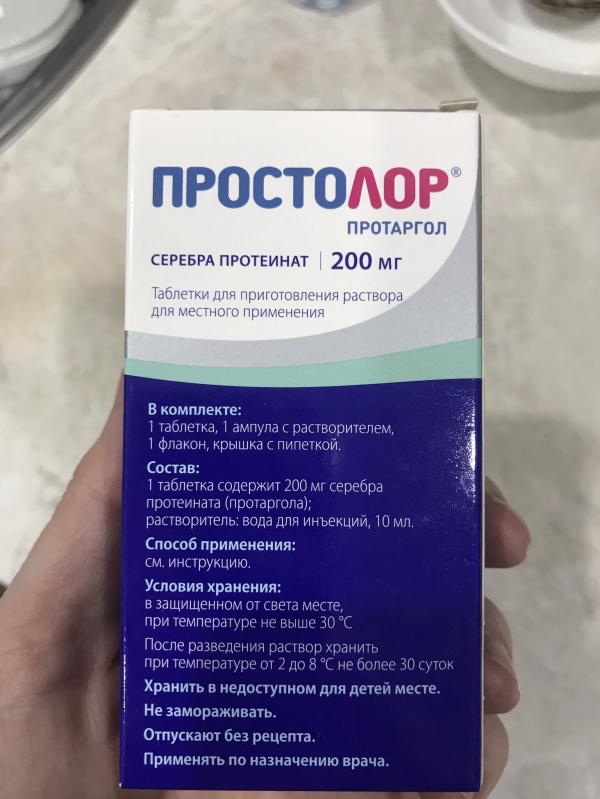 ПРОСТОЛОР®
ПРОТАРГОЛ
СЕРЕБРА ПРОТЕИНАТ | 200 МГ
Таблетки для приготовления раствора
для местного применения
В комплекте:
1 таблетка, 1 ампула с растворителем,
1 флакон, крышка с пипеткой.
Состав:
1 таблетка содержит 200 мг серебра
протеината (протаргола);
растворитель: вода для инъекций, 10 мл.
Способ применения:
см. инструкцию.
Условия хранения:
в защищенном от света месте,
при температуре не выше 30 °С
После разведения раствор хранить
при температуре от 2 до 8 °С не более 30 суток
Хранить в недоступном для детей месте.
Не замораживать.
Отпускают без рецепта.
Применять по назначению врача.